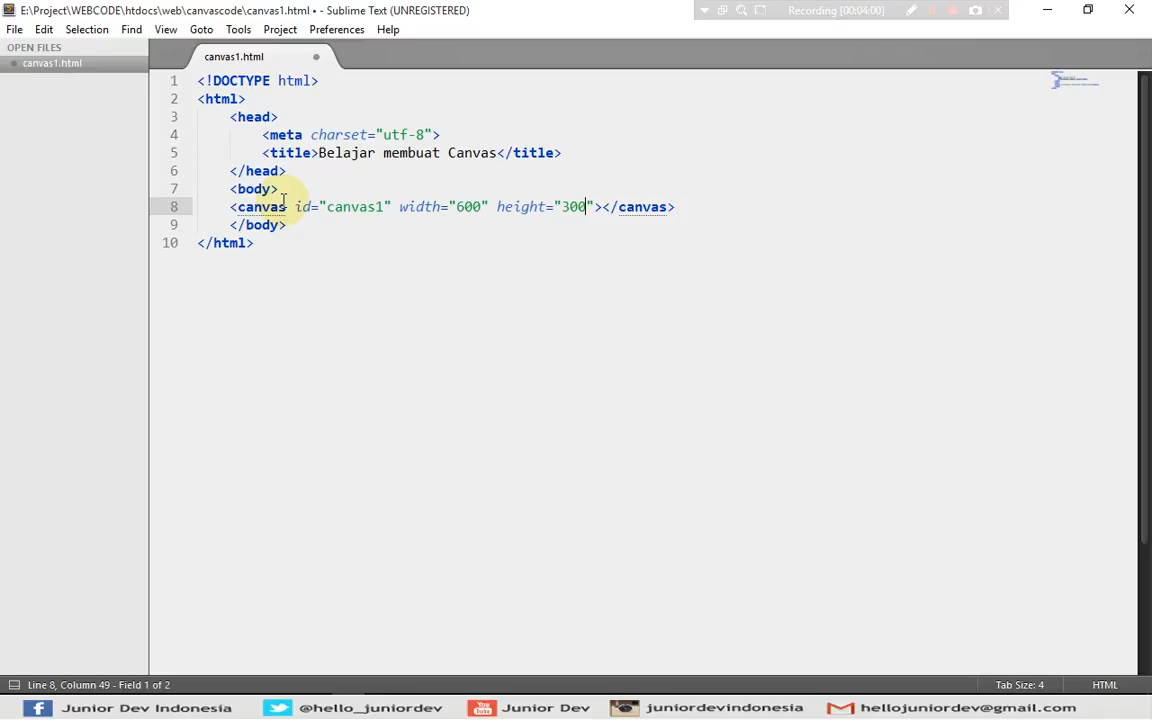 E:\Project\WEBCODE\htdocs\web\canvascode\canvas1.html • - Sublime Text (UNREGISTERED)
Recording [00:04:00]
File Edit Selection Find View Goto Tools Project Preferences Help
OPEN FILES
canvas1.html
canvas1.html
1 <!DOCTYPE html>
2 <html>
3 <head>
4 <meta charset="utf-8">
5 <title>Belajar membuat Canvas</title>
6 </head>
7 <body>
8 <canvas id="canvas1" width="600" height="300"></canvas>
9 </body>
10 </html>
Line 8, Column 49 - Field 1 of 2
Tab Size: 4
HTML
Junior Dev Indonesia @hello_juniordev You Tube Junior Dev juniordevindonesia hellojuniordev@gmail.com